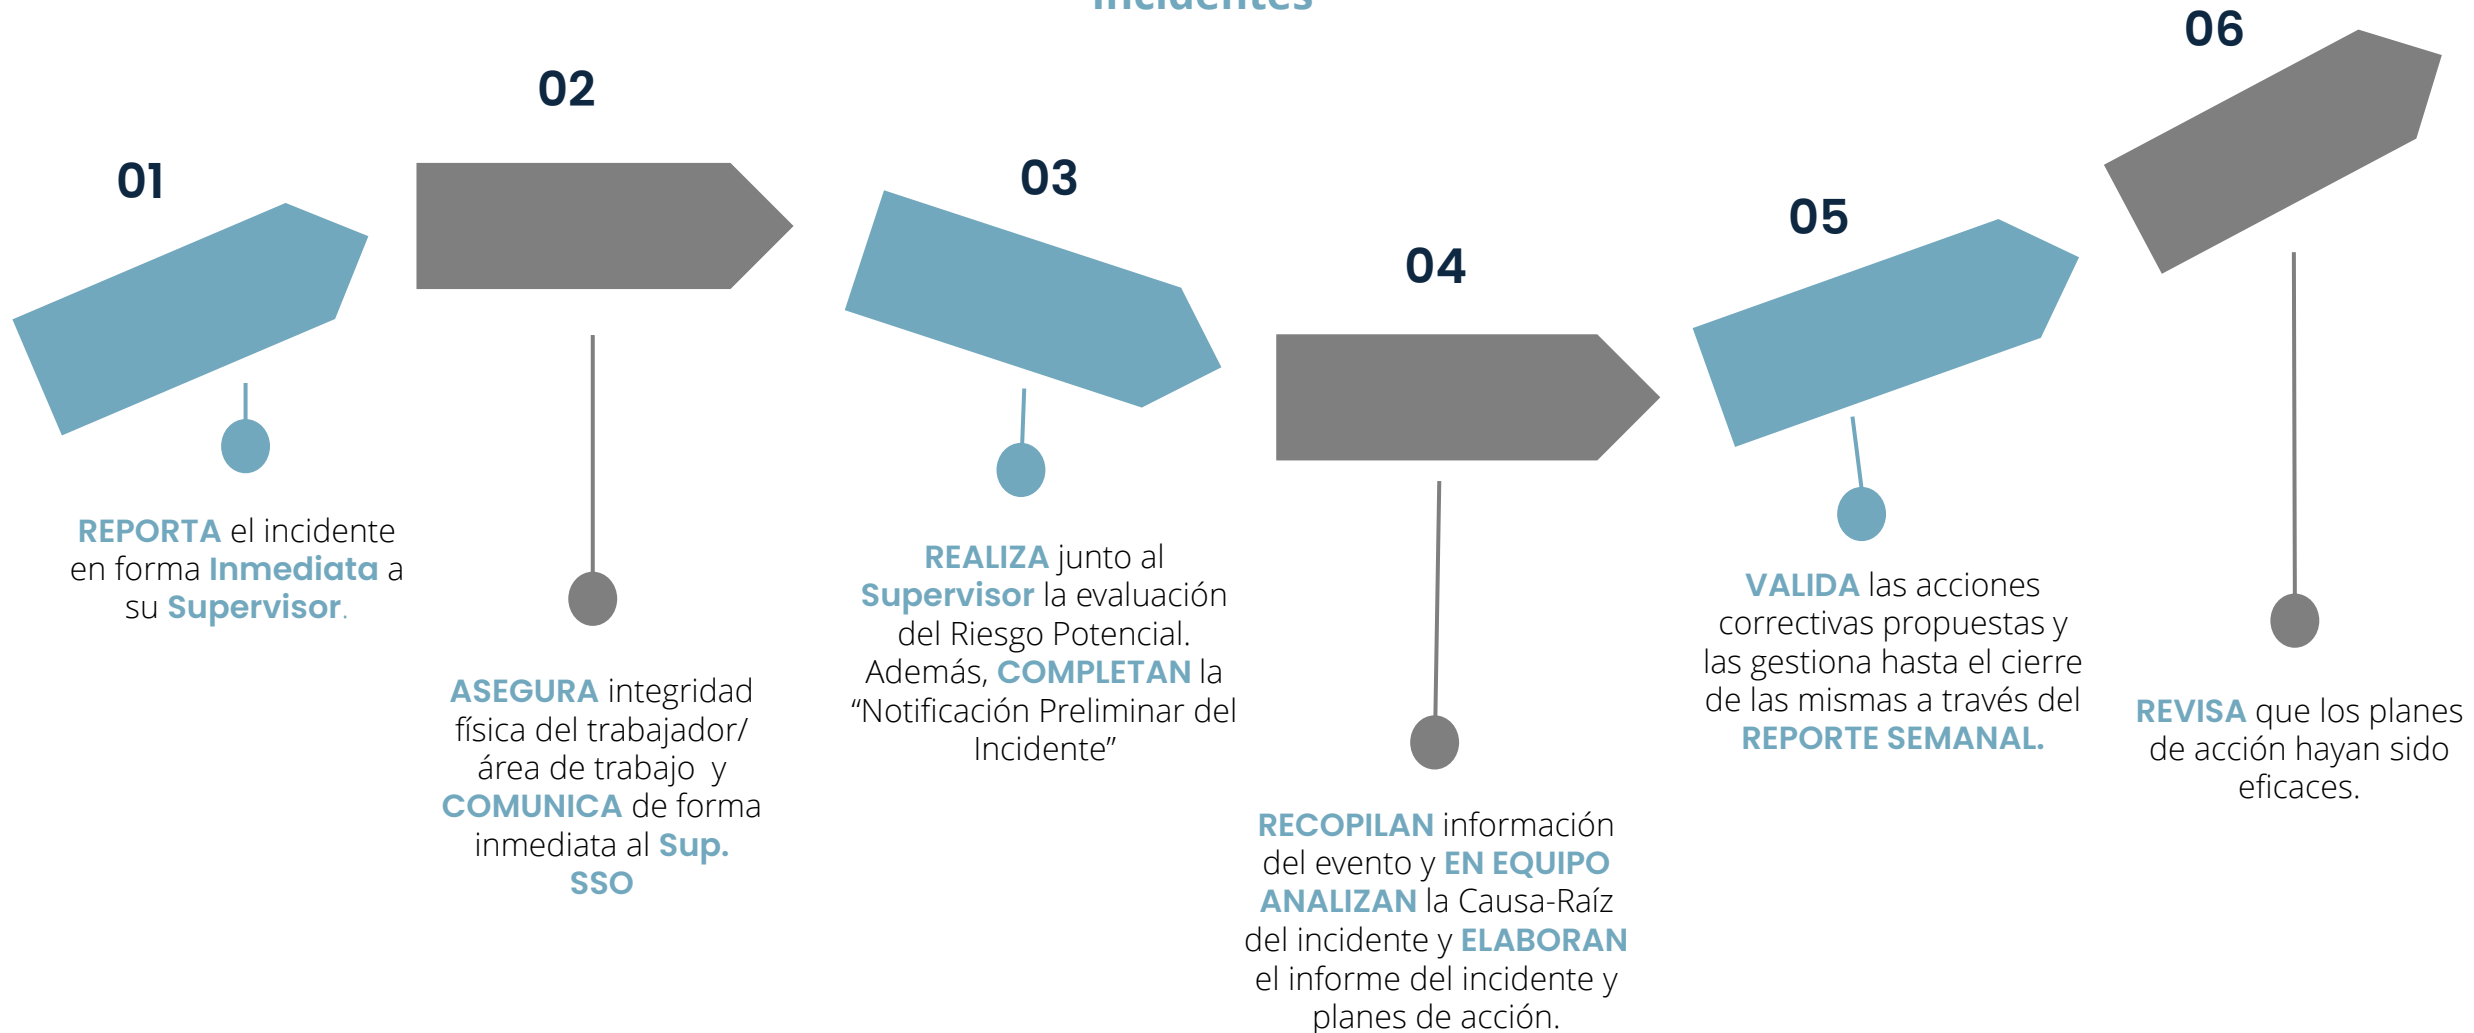 Incidentes
01
REPORTA el incidente
en forma Inmediata a
su Supervisor.
02
ASEGURA integridad
física del trabajador/
área de trabajo y
COMUNICA de forma
inmediata al Sup.
SSO
03
REALIZA junto al
Supervisor la evaluación
del Riesgo Potencial.
Además, COMPLETAN la
“Notificación Preliminar del
Incidente”
04
RECOPILAN información
del evento y EN EQUIPO
ANALIZAN la Causa-Raíz
del incidente y ELABORAN
el informe del incidente y
planes de acción.
05
VALIDA las acciones
correctivas propuestas y
las gestiona hasta el cierre
de las mismas a través del
REPORTE SEMANAL.
06
REVISA que los planes
de acción hayan sido
eficaces.